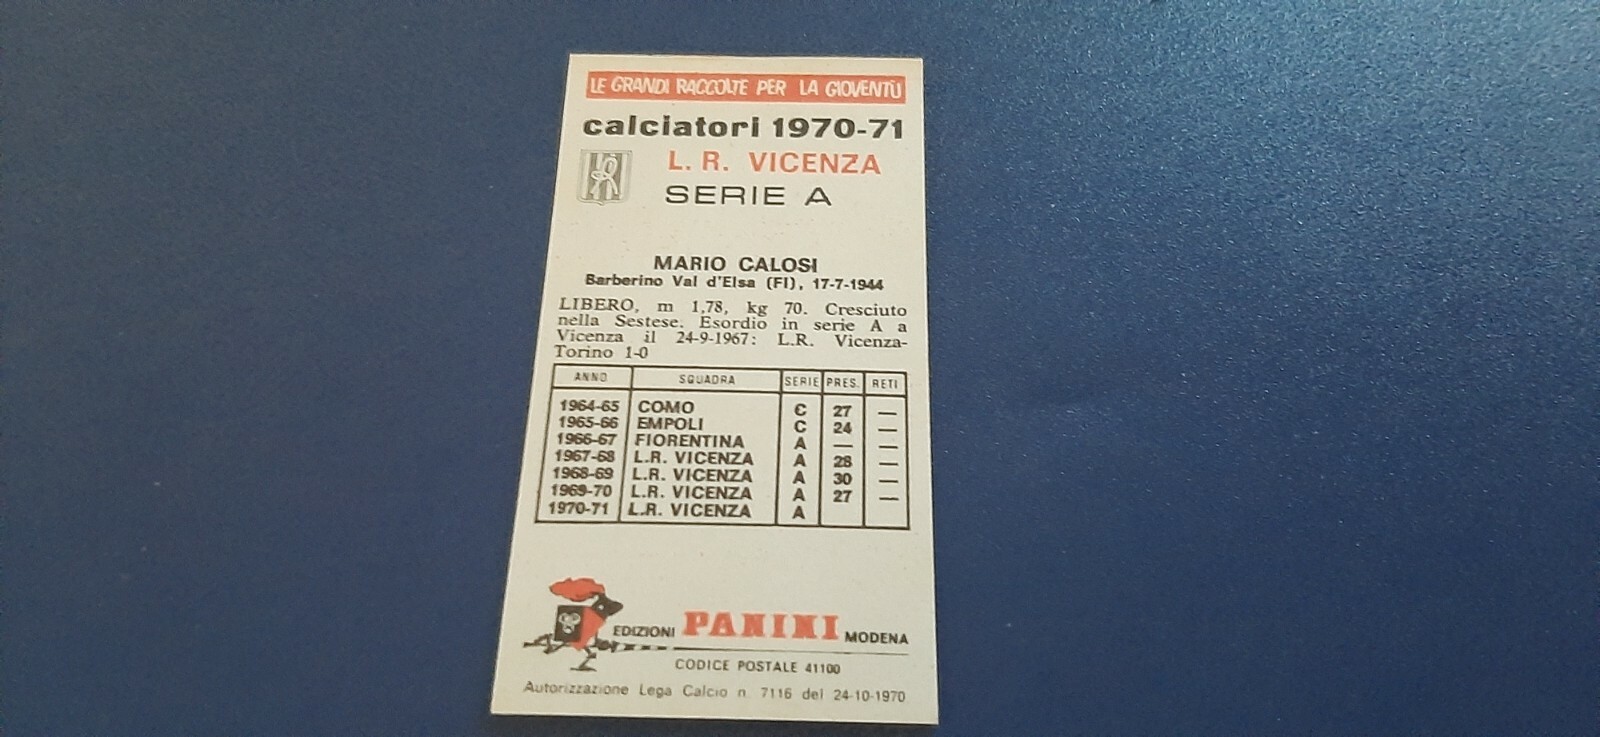 LE GRANDI RACCOLTE PER LA GIOVENTÙ
calciatori 1970-71
L. R. VICENZA
SERIE A
MARIO CALOSI
Barberino Val d'Elsa (FI), 17-7-1944
LIBERO, m 1,78, kg 70. Cresciuto
nella Sestese. Esordio in serie A a
Vicenza il 24-9-1967: L.R. Vicenza-
Torino 1-0
ANNO SQUADRA SERIE PRES. RETI
1964-65 COMO C 27 —
1965-66 EMPOLI C 24 —
1966-67 FIORENTINA A — —
1967-68 L.R. VICENZA A 28 —
1968-69 L.R. VICENZA A 30 —
1969-70 L.R. VICENZA A 27 —
1970-71 L.R. VICENZA A
EDIZIONI PANINI MODENA
CODICE POSTALE 41100
Autorizzazione Lega Calcio n. 7116 del 24-10-1970